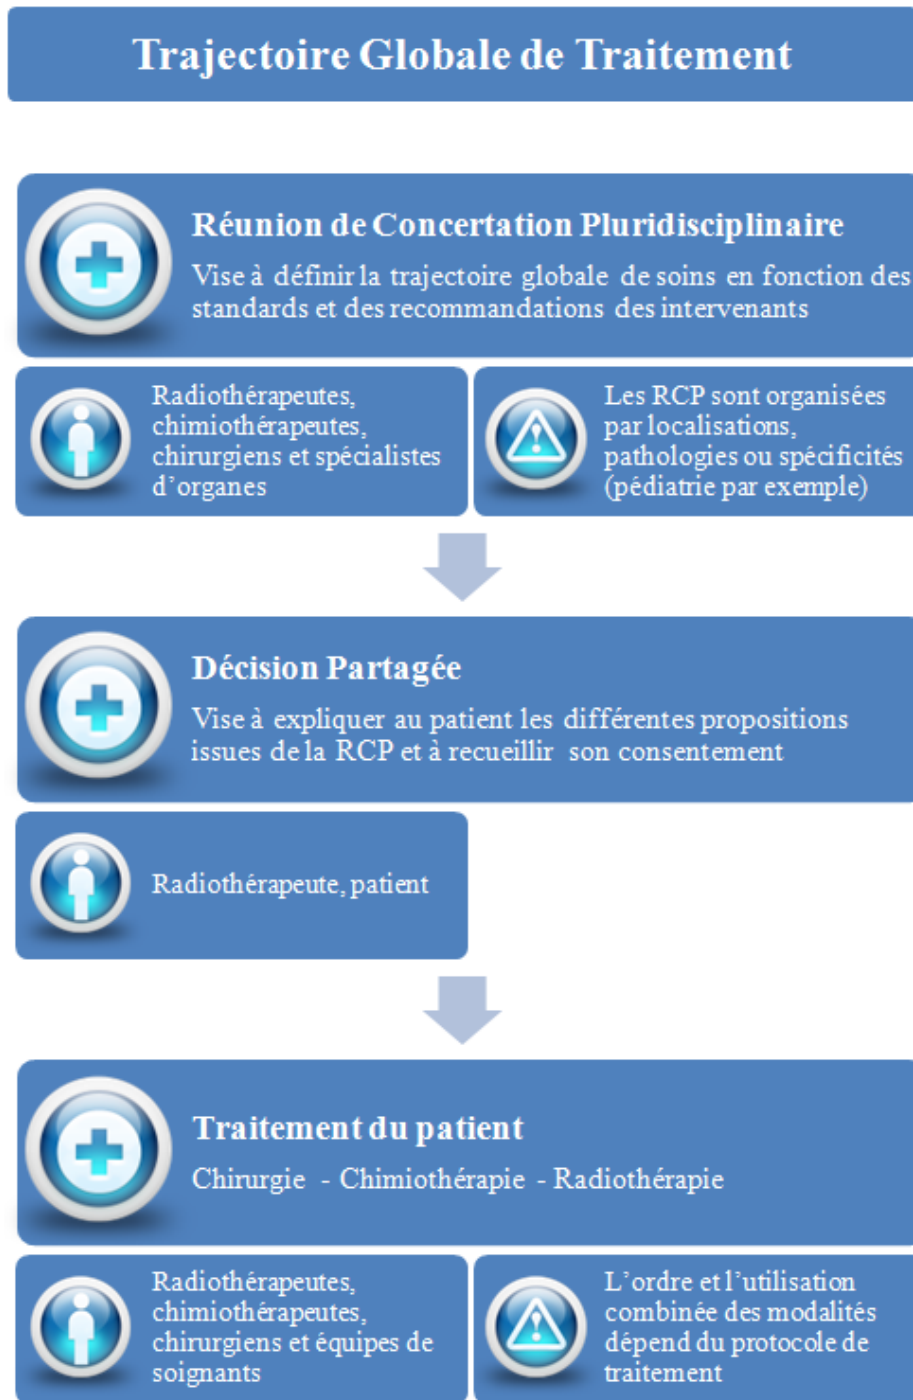 Trajectoire Globale de Traitement
Réunion de Concertation Pluridisciplinaire
Vise à définir la trajectoire globale de soins en fonction des
standards et des recommandations des intervenants
Radiothérapeutes,
chimiothérapeutes,
chirurgiens et spécialistes
d'organes
Les RCP sont organisées
par localisations,
pathologies ou spécificités
(pédiatrie par exemple)
Décision Partagée
Vise à expliquer au patient les différentes propositions
issues de la RCP et à recueillir son consentement
Radiothérapeute, patient
Traitement du patient
Chirurgie - Chimiothérapie - Radiothérapie
Radiothérapeutes,
chimiothérapeutes,
chirurgiens et équipes de
soignants
L'ordre et l'utilisation
combinée des modalités
dépend du protocole de
traitement